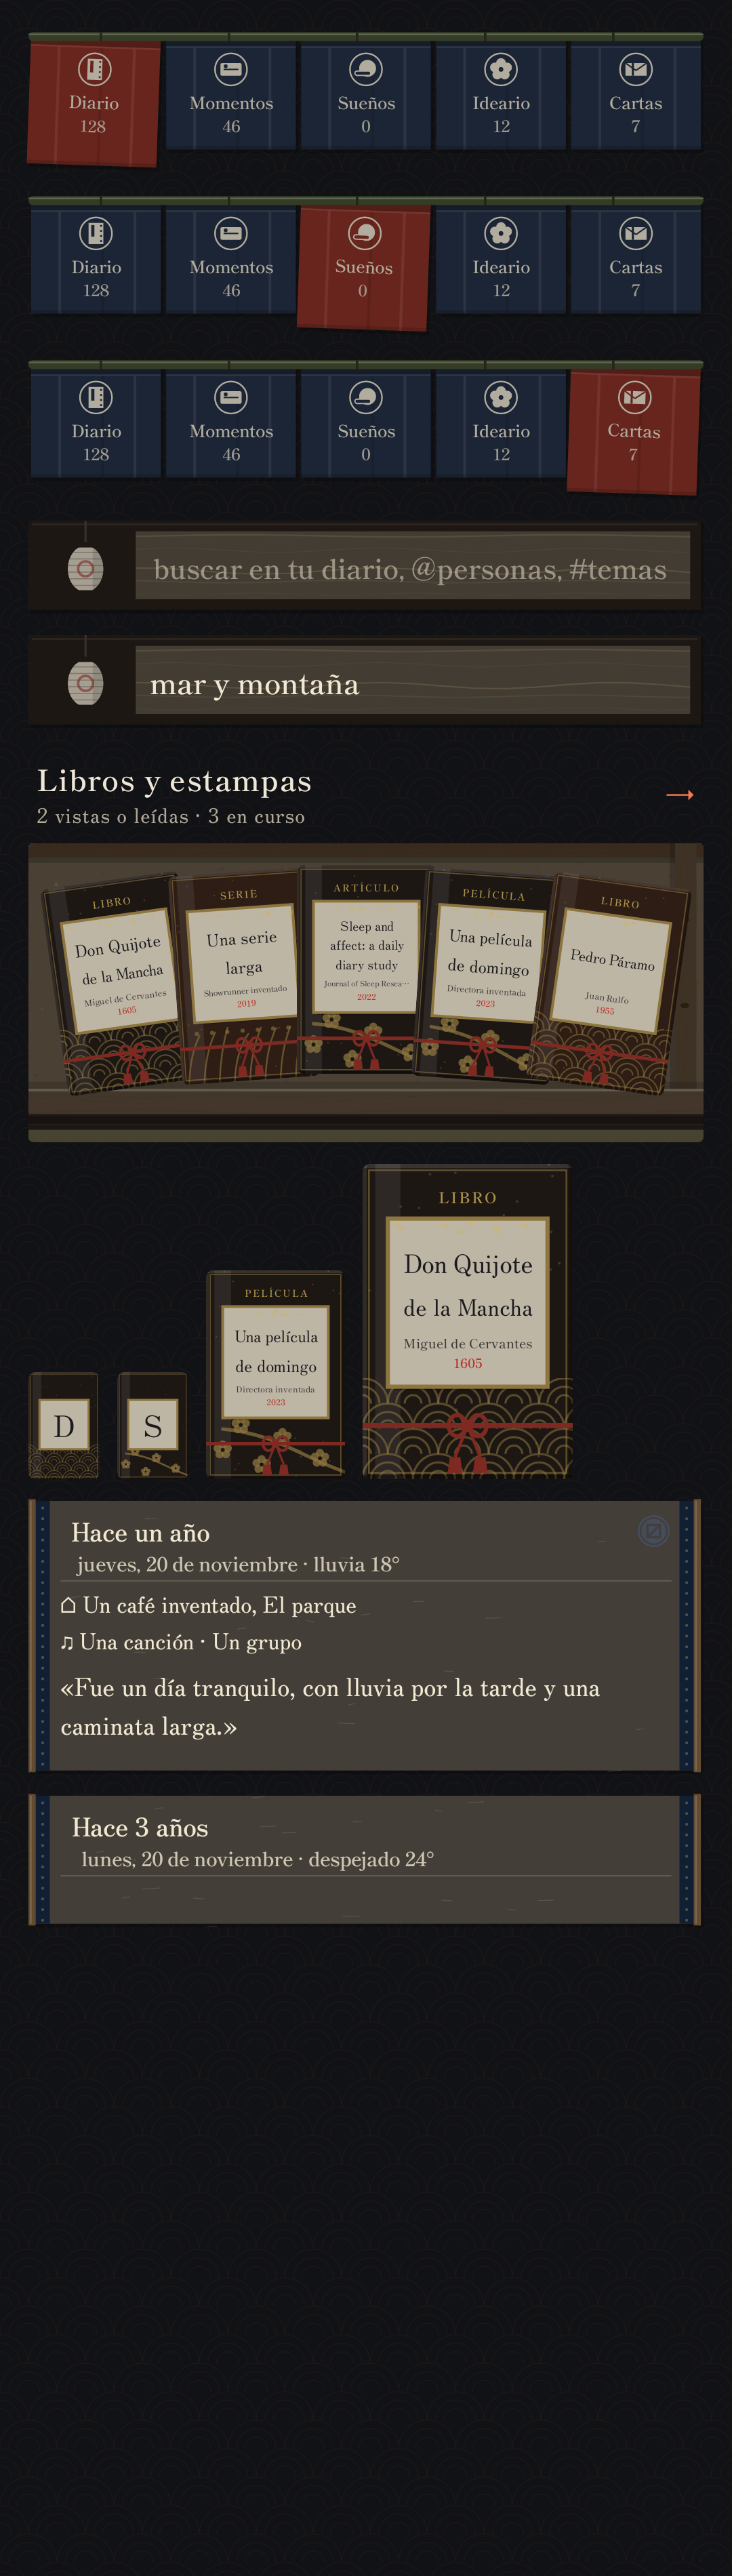 Diario
128
Momentos
46
Sueños
0
Ideario
12
Cartas
7
Diario
128
Momentos
46
Sueños
0
Ideario
12
Cartas
7
Diario
128
Momentos
46
Sueños
0
Ideario
12
Cartas
7
buscar en tu diario, @personas, #temas
mar y montaña
Libros y estampas
→
2 vistas o leídas · 3 en curso
LIBRO
Don Quijote
de la Mancha
Miguel de Cervantes
1605
SERIE
Una serie
larga
Showrunner inventado
2019
ARTÍCULO
Sleep and
affect: a daily
diary study
Journal of Sleep Resea…
2022
PELÍCULA
Una película
de domingo
Directora inventada
2023
LIBRO
Pedro Páramo
Juan Rulfo
1955
D
S
PELÍCULA
Una película
de domingo
Directora inventada
2023
LIBRO
Don Quijote
de la Mancha
Miguel de Cervantes
1605
Hace un año
jueves, 20 de noviembre · lluvia 18°
⌂ Un café inventado, El parque
♫ Una canción · Un grupo
«Fue un día tranquilo, con lluvia por la tarde y una
caminata larga.»
Hace 3 años
lunes, 20 de noviembre · despejado 24°